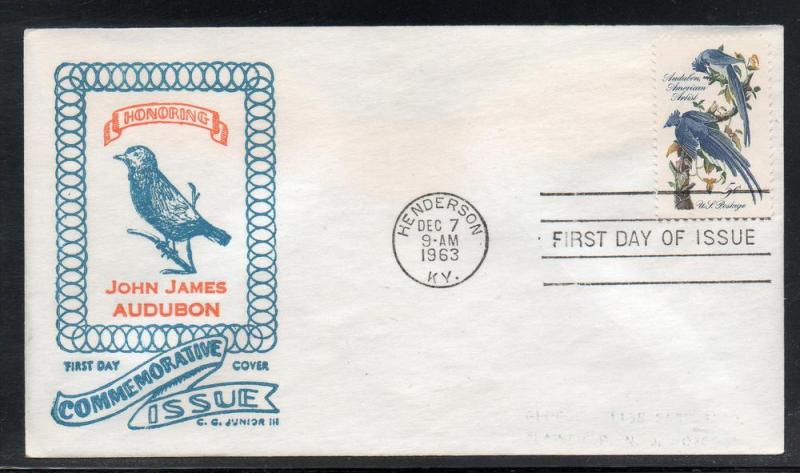 HONORING
JOHN JAMES
AUDUBON
FIRST DAY COVER
COMMEMORATIVE
ISSUE
C. G. JUNIOR III
HENDERSON
DEC 7
9-AM
1963
KY.
Audubon,
American
Artist
5¢
U.S. Postage
FIRST DAY OF ISSUE